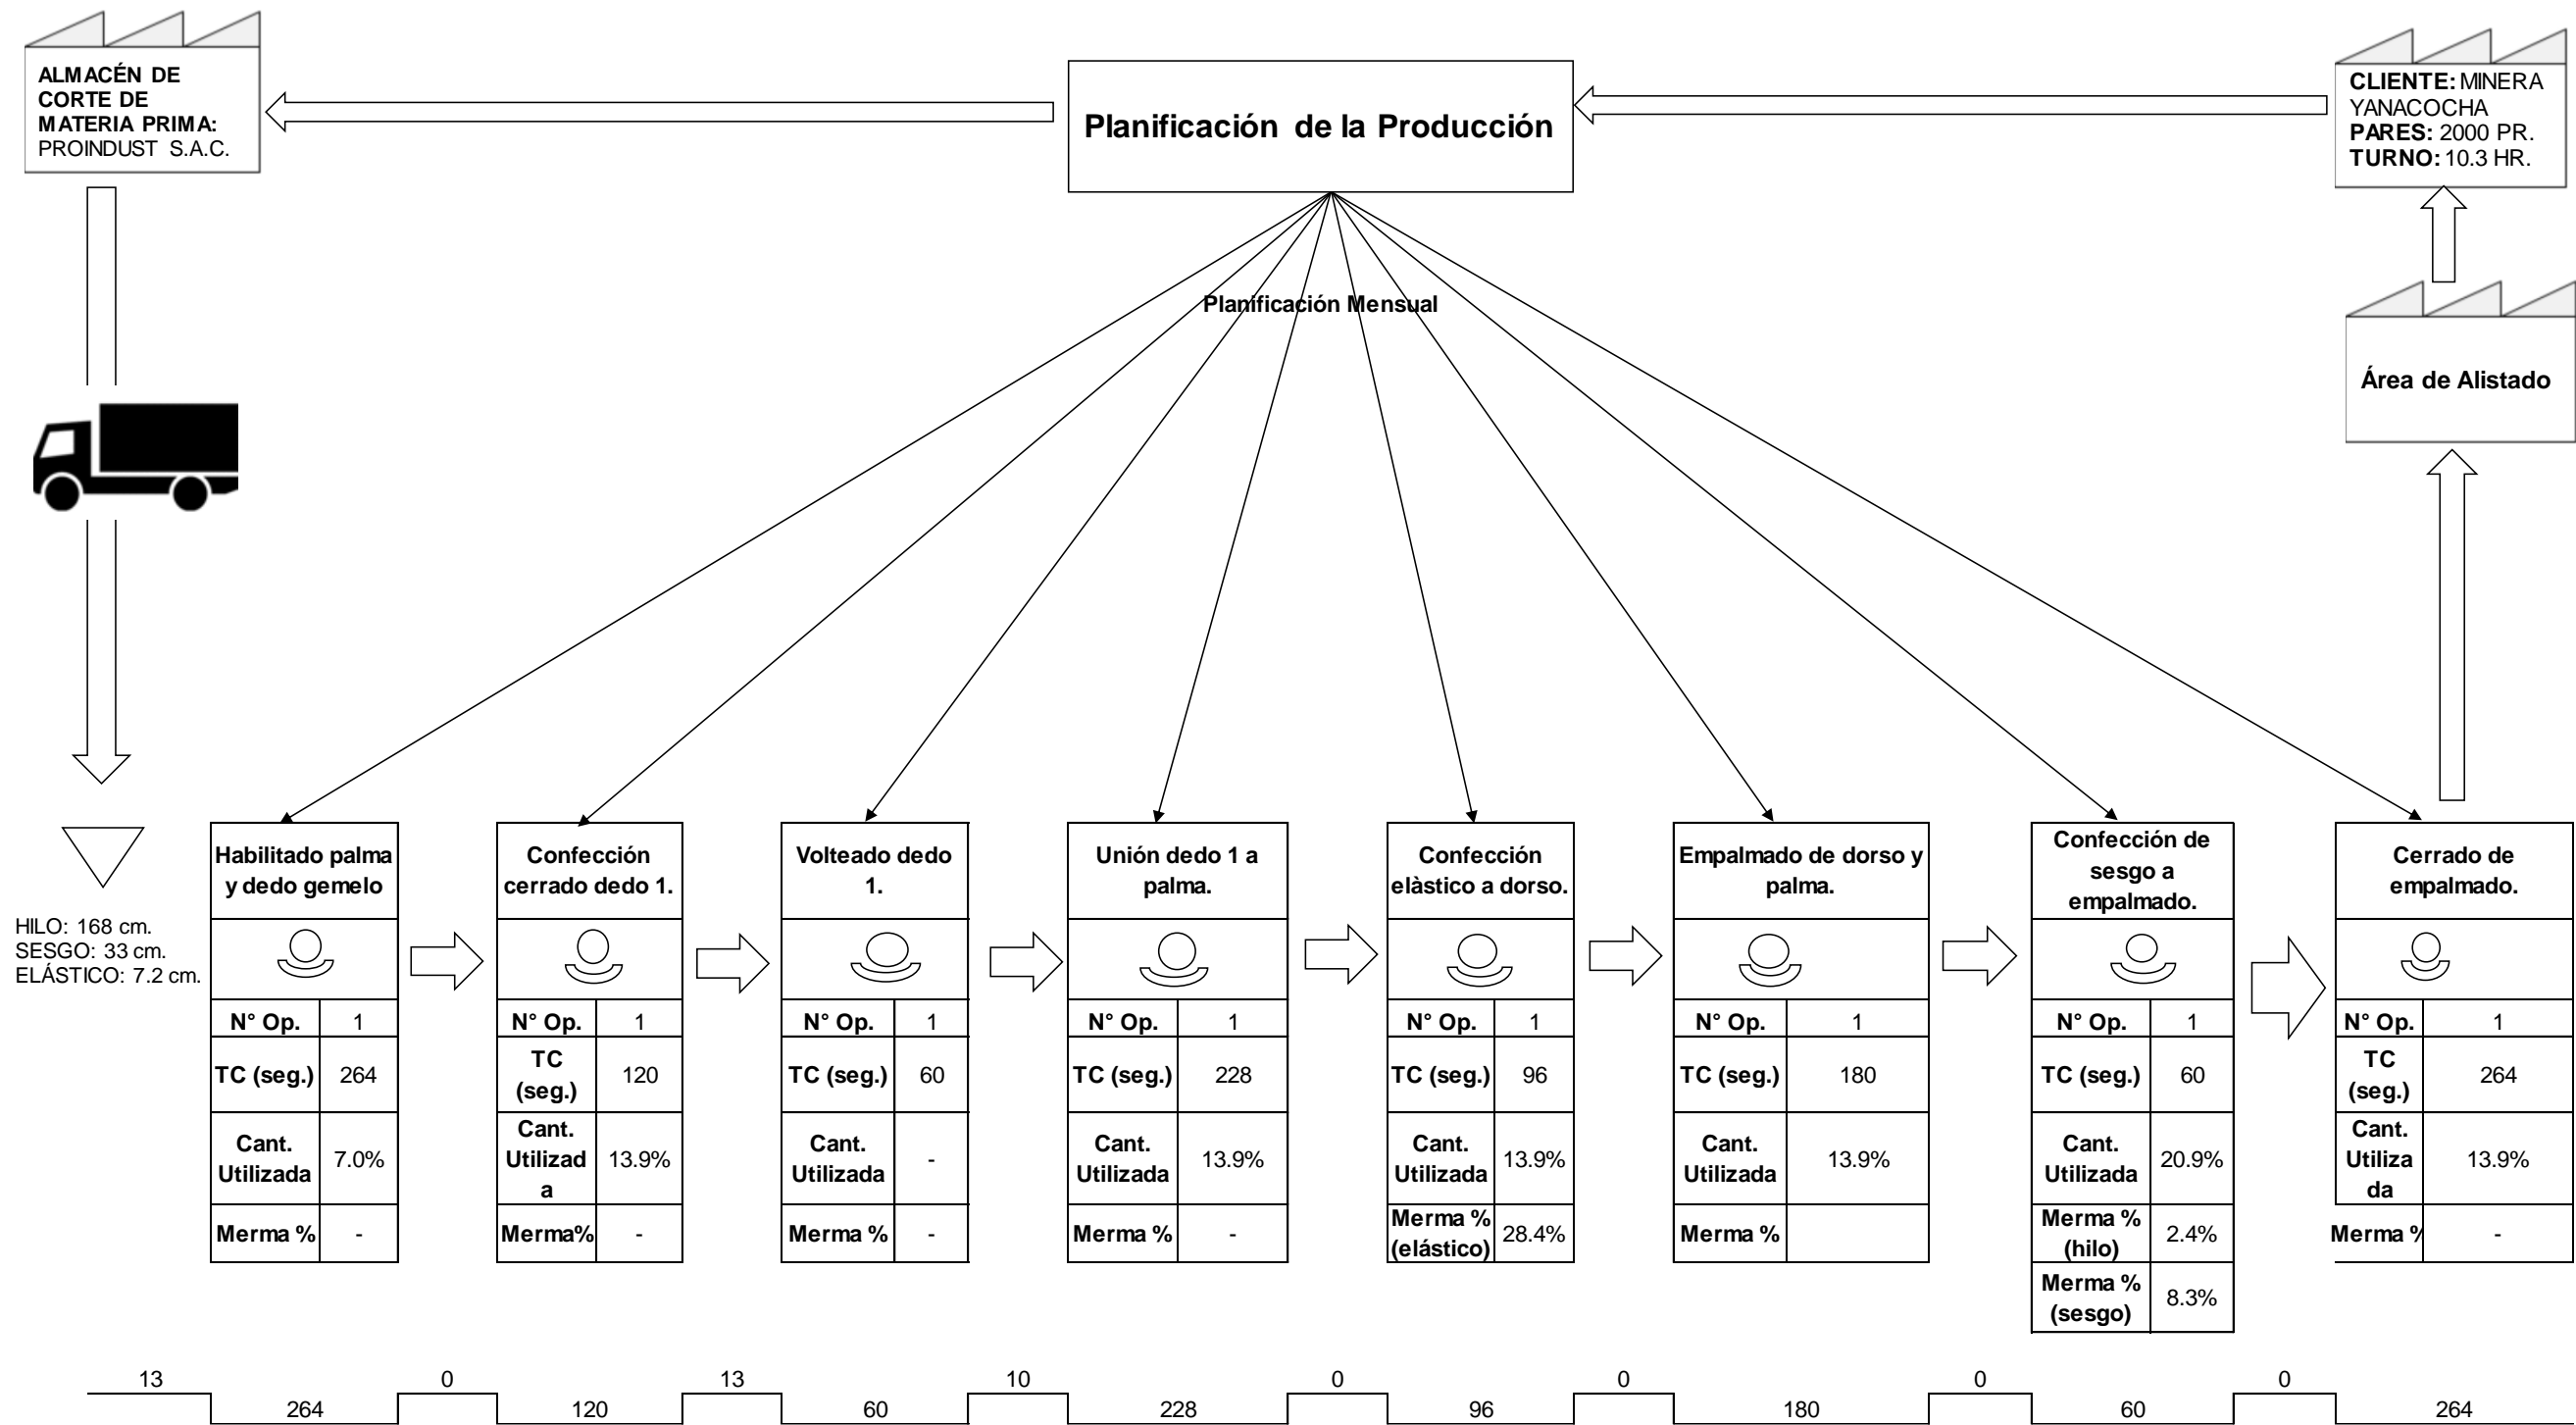 ALMACÉN DE
CORTE DE
MATERIA PRIMA:
PROINDUST S.A.C.
Planificación de la Producción
CLIENTE: MINERA
YANACOCHA
PARES: 2000 PR.
TURNO: 10.3 HR.
Planificación Mensual
Área de Alistado
HILO: 168 cm.
SESGO: 33 cm.
ELÁSTICO: 7.2 cm.
Habilitado palma
y dedo gemelo
N° Op. 1
TC (seg.) 264
Cant.
Utilizada 7.0%
Merma % -
Confección
cerrado dedo 1.
N° Op. 1
TC
(seg.) 120
Cant.
Utilizad
a 13.9%
Merma% -
Volteado dedo
1.
N° Op. 1
TC (seg.) 60
Cant.
Utilizada -
Merma % -
Unión dedo 1 a
palma.
N° Op. 1
TC (seg.) 228
Cant.
Utilizada 13.9%
Merma % -
Confección
elàstico a dorso.
N° Op. 1
TC (seg.) 96
Cant.
Utilizada 13.9%
Merma %
(elástico) 28.4%
Empalmado de dorso y
palma.
N° Op. 1
TC (seg.) 180
Cant.
Utilizada 13.9%
Merma %
Confección de
sesgo a
empalmado.
N° Op. 1
TC (seg.) 60
Cant.
Utilizada 20.9%
Merma %
(hilo) 2.4%
Merma %
(sesgo) 8.3%
Cerrado de
empalmado.
N° Op. 1
TC
(seg.) 264
Cant.
Utiliza
da 13.9%
Merma % -
13 0 13 10 0 0 0 0
264 120 60 228 96 180 60 264